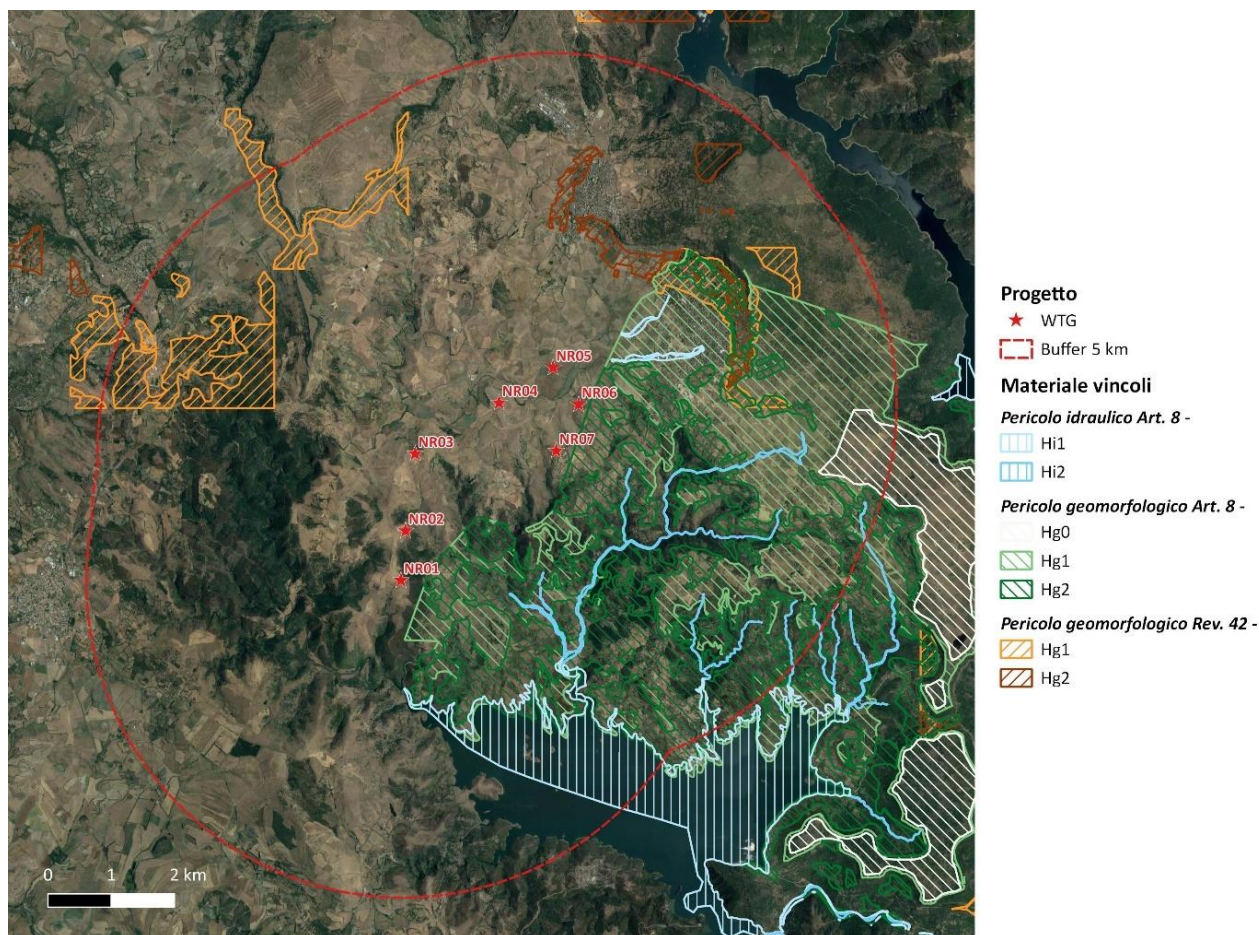 NR05
NR04
NR06
NR03
NR07
NR02
NR01
0 1 2 km
Progetto
WTG
Buffer 5 km
Materiale vincoli
Pericolo idraulico Art. 8 -
Hi1
Hi2
Pericolo geomorfologico Art. 8 -
Hg0
Hg1
Hg2
Pericolo geomorfologico Rev. 42 -
Hg1
Hg2